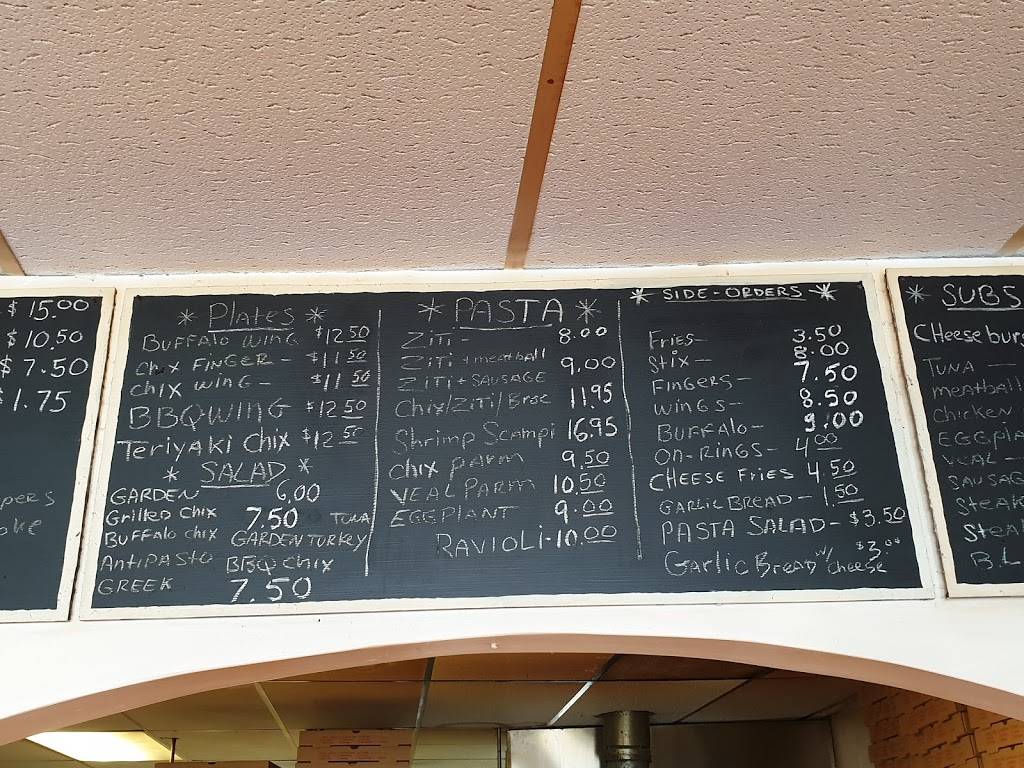 $ 15.00
$ 10.50
$ 7.50
$1.75
pers
oke
* Plates *
BUFFALO WING $12.50
CHIX FINGER - $11.50
CHIX WING - $11.50
BBQ WING $12.50
Teriyaki Chix $12.50
* SALAD *
GARDEN 6.00
Grilled Chix 7.50 TUNA
Buffalo chix GARDEN TURKEY
Antipasto BBQ CHIX
GREEK 7.50
* PASTA *
ZiTi - 8.00
ZiTi + meatball 9.00
ZiTi + SAUSAGE
Chix/ZiTi/Broc 11.95
Shrimp Scampi 16.95
chix parm 9.50
VEAL PARM 10.50
EGGPLANT 9.00
RAVIOLI - 10.00
* SIDE-ORDERS *
Fries- 3.50
Stix- 8.00
Fingers- 7.50
Wings- 8.50
Buffalo- 9.00
On-Rings- 4.00
CHeese Fries 4.50
GARLIC BREAD - 1.50
PASTA SALAD - $3.50
Garlic Bread w/ cheese $3.00
* SUBS
CHeesebur
TUNA -
meatball
CHicken
EGGpla
VEAL -
SAUSAG
Steak
Steak
B.L